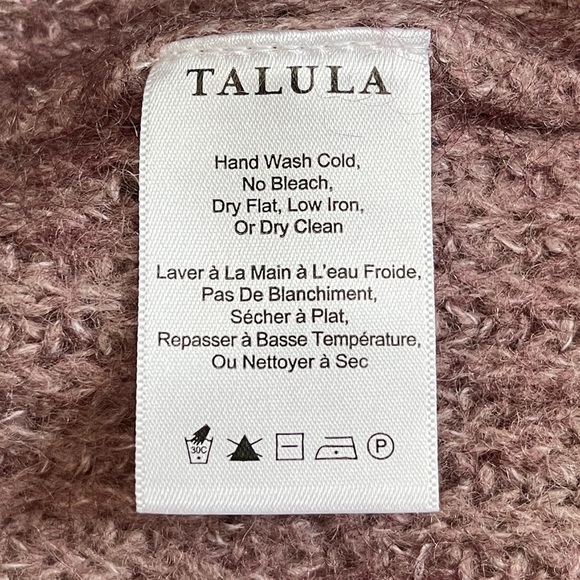 TALULA
Hand Wash Cold,
No Bleach,
Dry Flat, Low Iron,
Or Dry Clean
Laver à La Main à L'eau Froide,
Pas De Blanchiment,
Sécher à Plat,
Repasser à Basse Température,
Ou Nettoyer à Sec
30C P